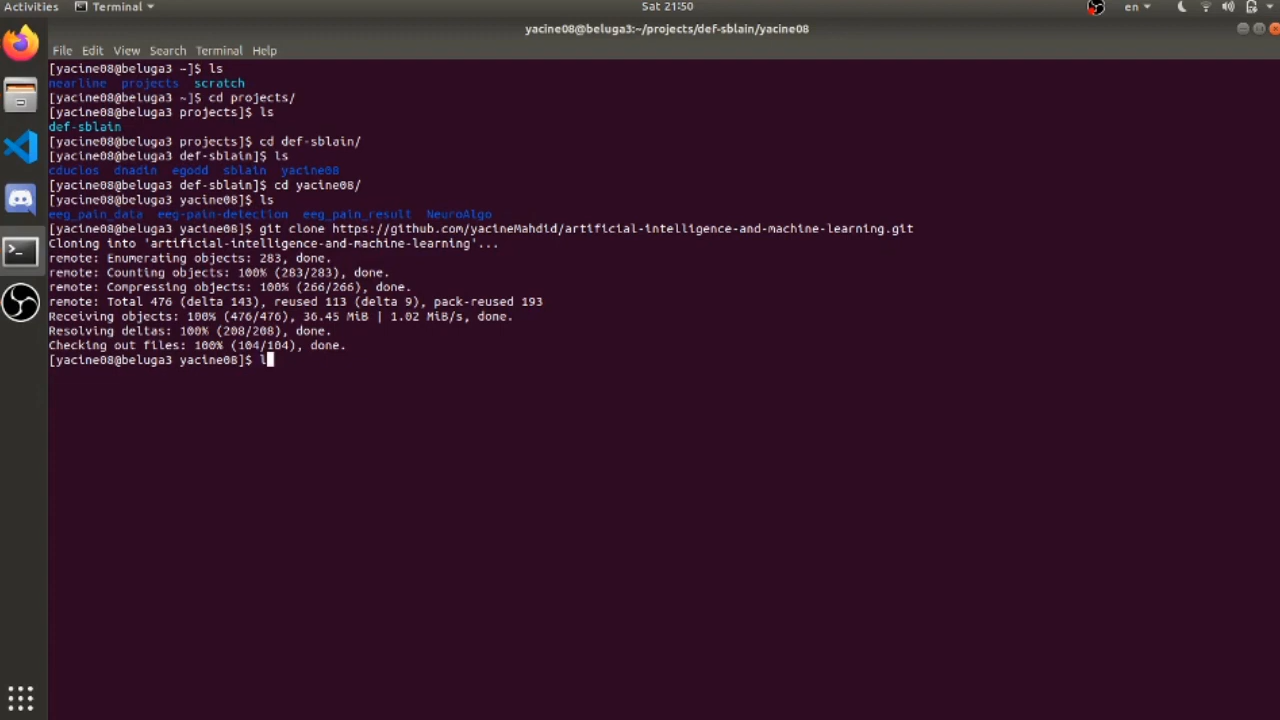 Activities Terminal Sat 21:50 en
yacine08@beluga3:~/projects/def-sblain/yacine08
File Edit View Search Terminal Help
[yacine08@beluga3 ~]$ ls
nearline projects scratch
[yacine08@beluga3 ~]$ cd projects/
[yacine08@beluga3 projects]$ ls
def-sblain
[yacine08@beluga3 projects]$ cd def-sblain/
[yacine08@beluga3 def-sblain]$ ls
cduclos dnadin egodd sblain yacine08
[yacine08@beluga3 def-sblain]$ cd yacine08/
[yacine08@beluga3 yacine08]$ ls
eeg_pain_data eeg-pain-detection eeg_pain_result NeuroAlgo
[yacine08@beluga3 yacine08]$ git clone https://github.com/yacineMahdid/artificial-intelligence-and-machine-learning.git
Cloning into 'artificial-intelligence-and-machine-learning'...
remote: Enumerating objects: 283, done.
remote: Counting objects: 100% (283/283), done.
remote: Compressing objects: 100% (266/266), done.
remote: Total 476 (delta 143), reused 113 (delta 9), pack-reused 193
Receiving objects: 100% (476/476), 36.45 MiB | 1.02 MiB/s, done.
Resolving deltas: 100% (208/208), done.
Checking out files: 100% (104/104), done.
[yacine08@beluga3 yacine08]$ l